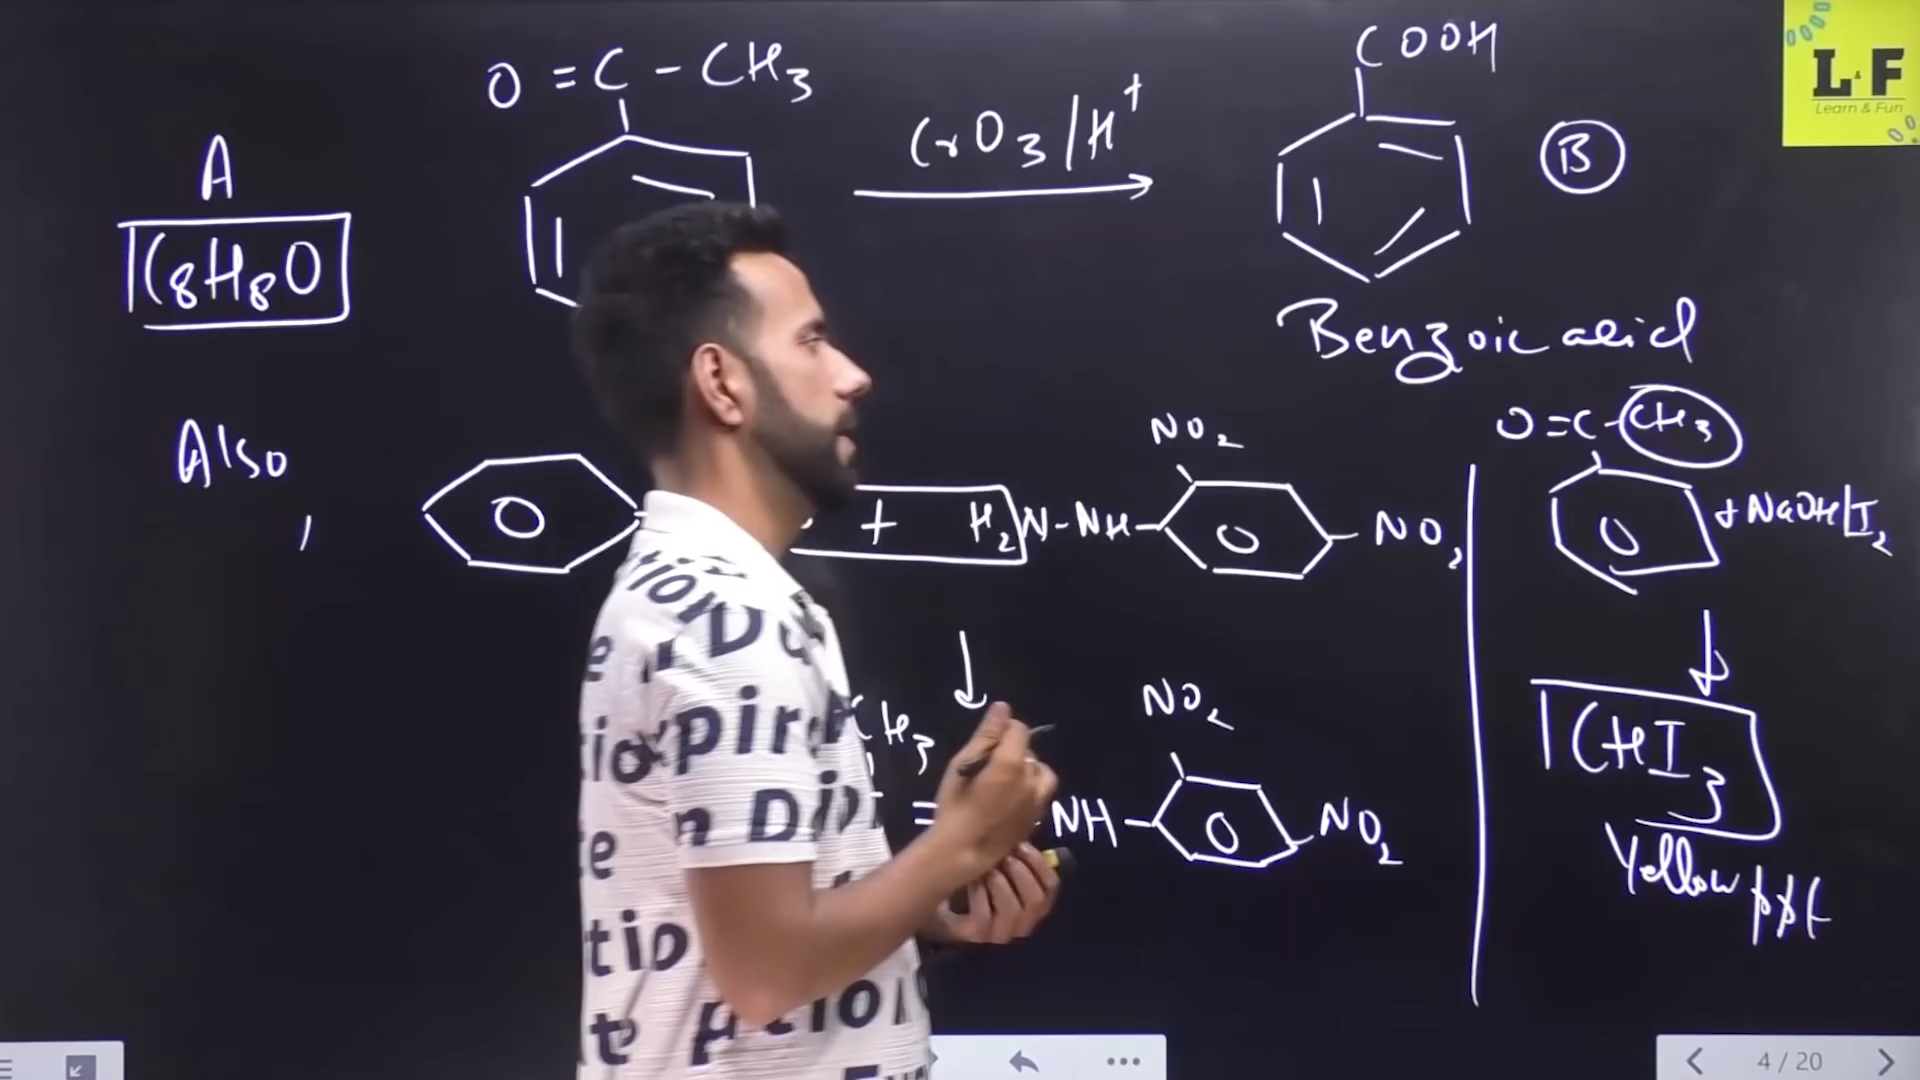 O=C-CH3
COOH
L&F
Learn & Fun
A
CrO3/H+
B
C8H8O
Benzoic acid
Also,
O
+ H2N-NH-
NO2
O
NO2
O=C-CH3
O
+ NaOH/I2
CH3
=
NH-
NO2
O
NO2
CHI3
Yellow ppt
4 / 20